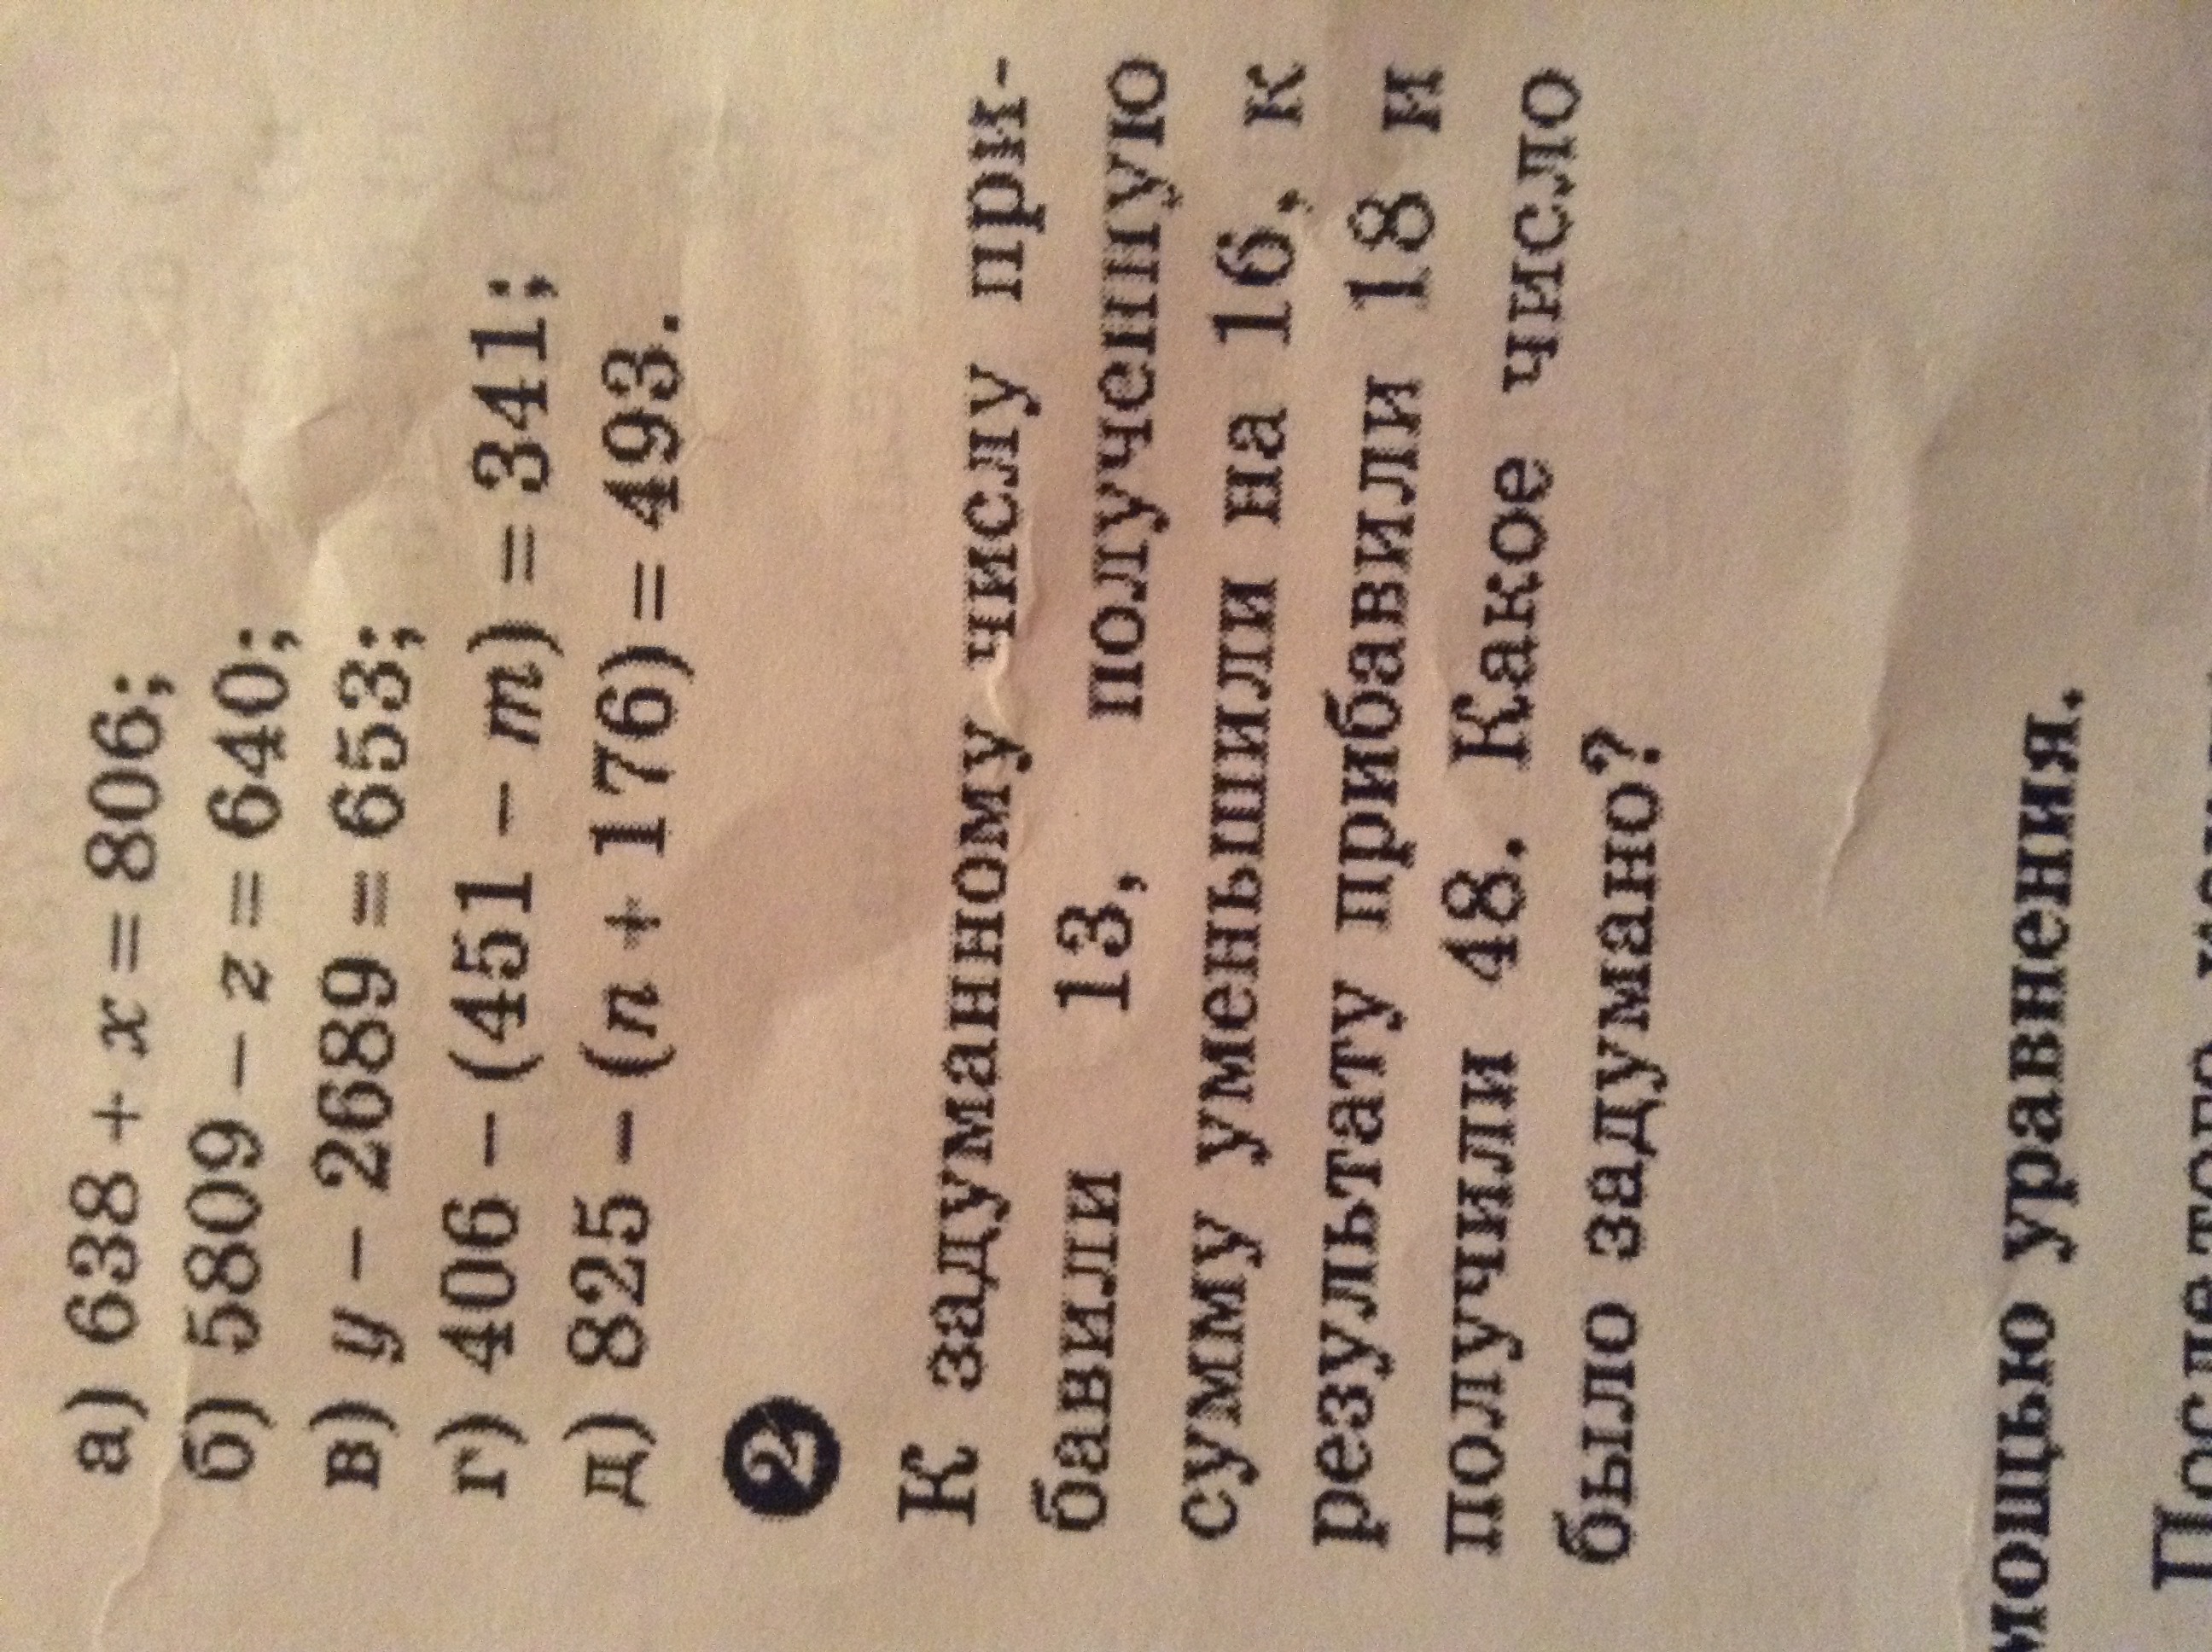 а) 638 + x = 806;
б) 5809 – z = 640;
в) y – 2689 = 653;
г) 406 – (451 – m) = 341;
д) 825 – (n + 176) = 493.
2
К задуманному числу при-
бавили 13, полученную
сумму уменьшили на 16, к
результату прибавили 18 и
получили 48. Какое число
было задумано?
мощью уравнения.